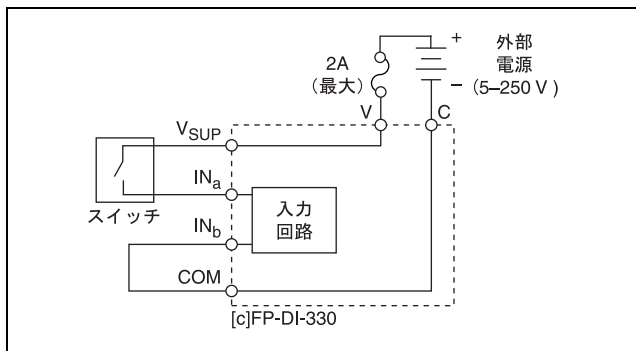 2A
(最大)
+
外部
電源
– (5–250 V)
V
C
VSUP
スイッチ
INa
INb
COM
入力
回路
[c]FP-DI-330